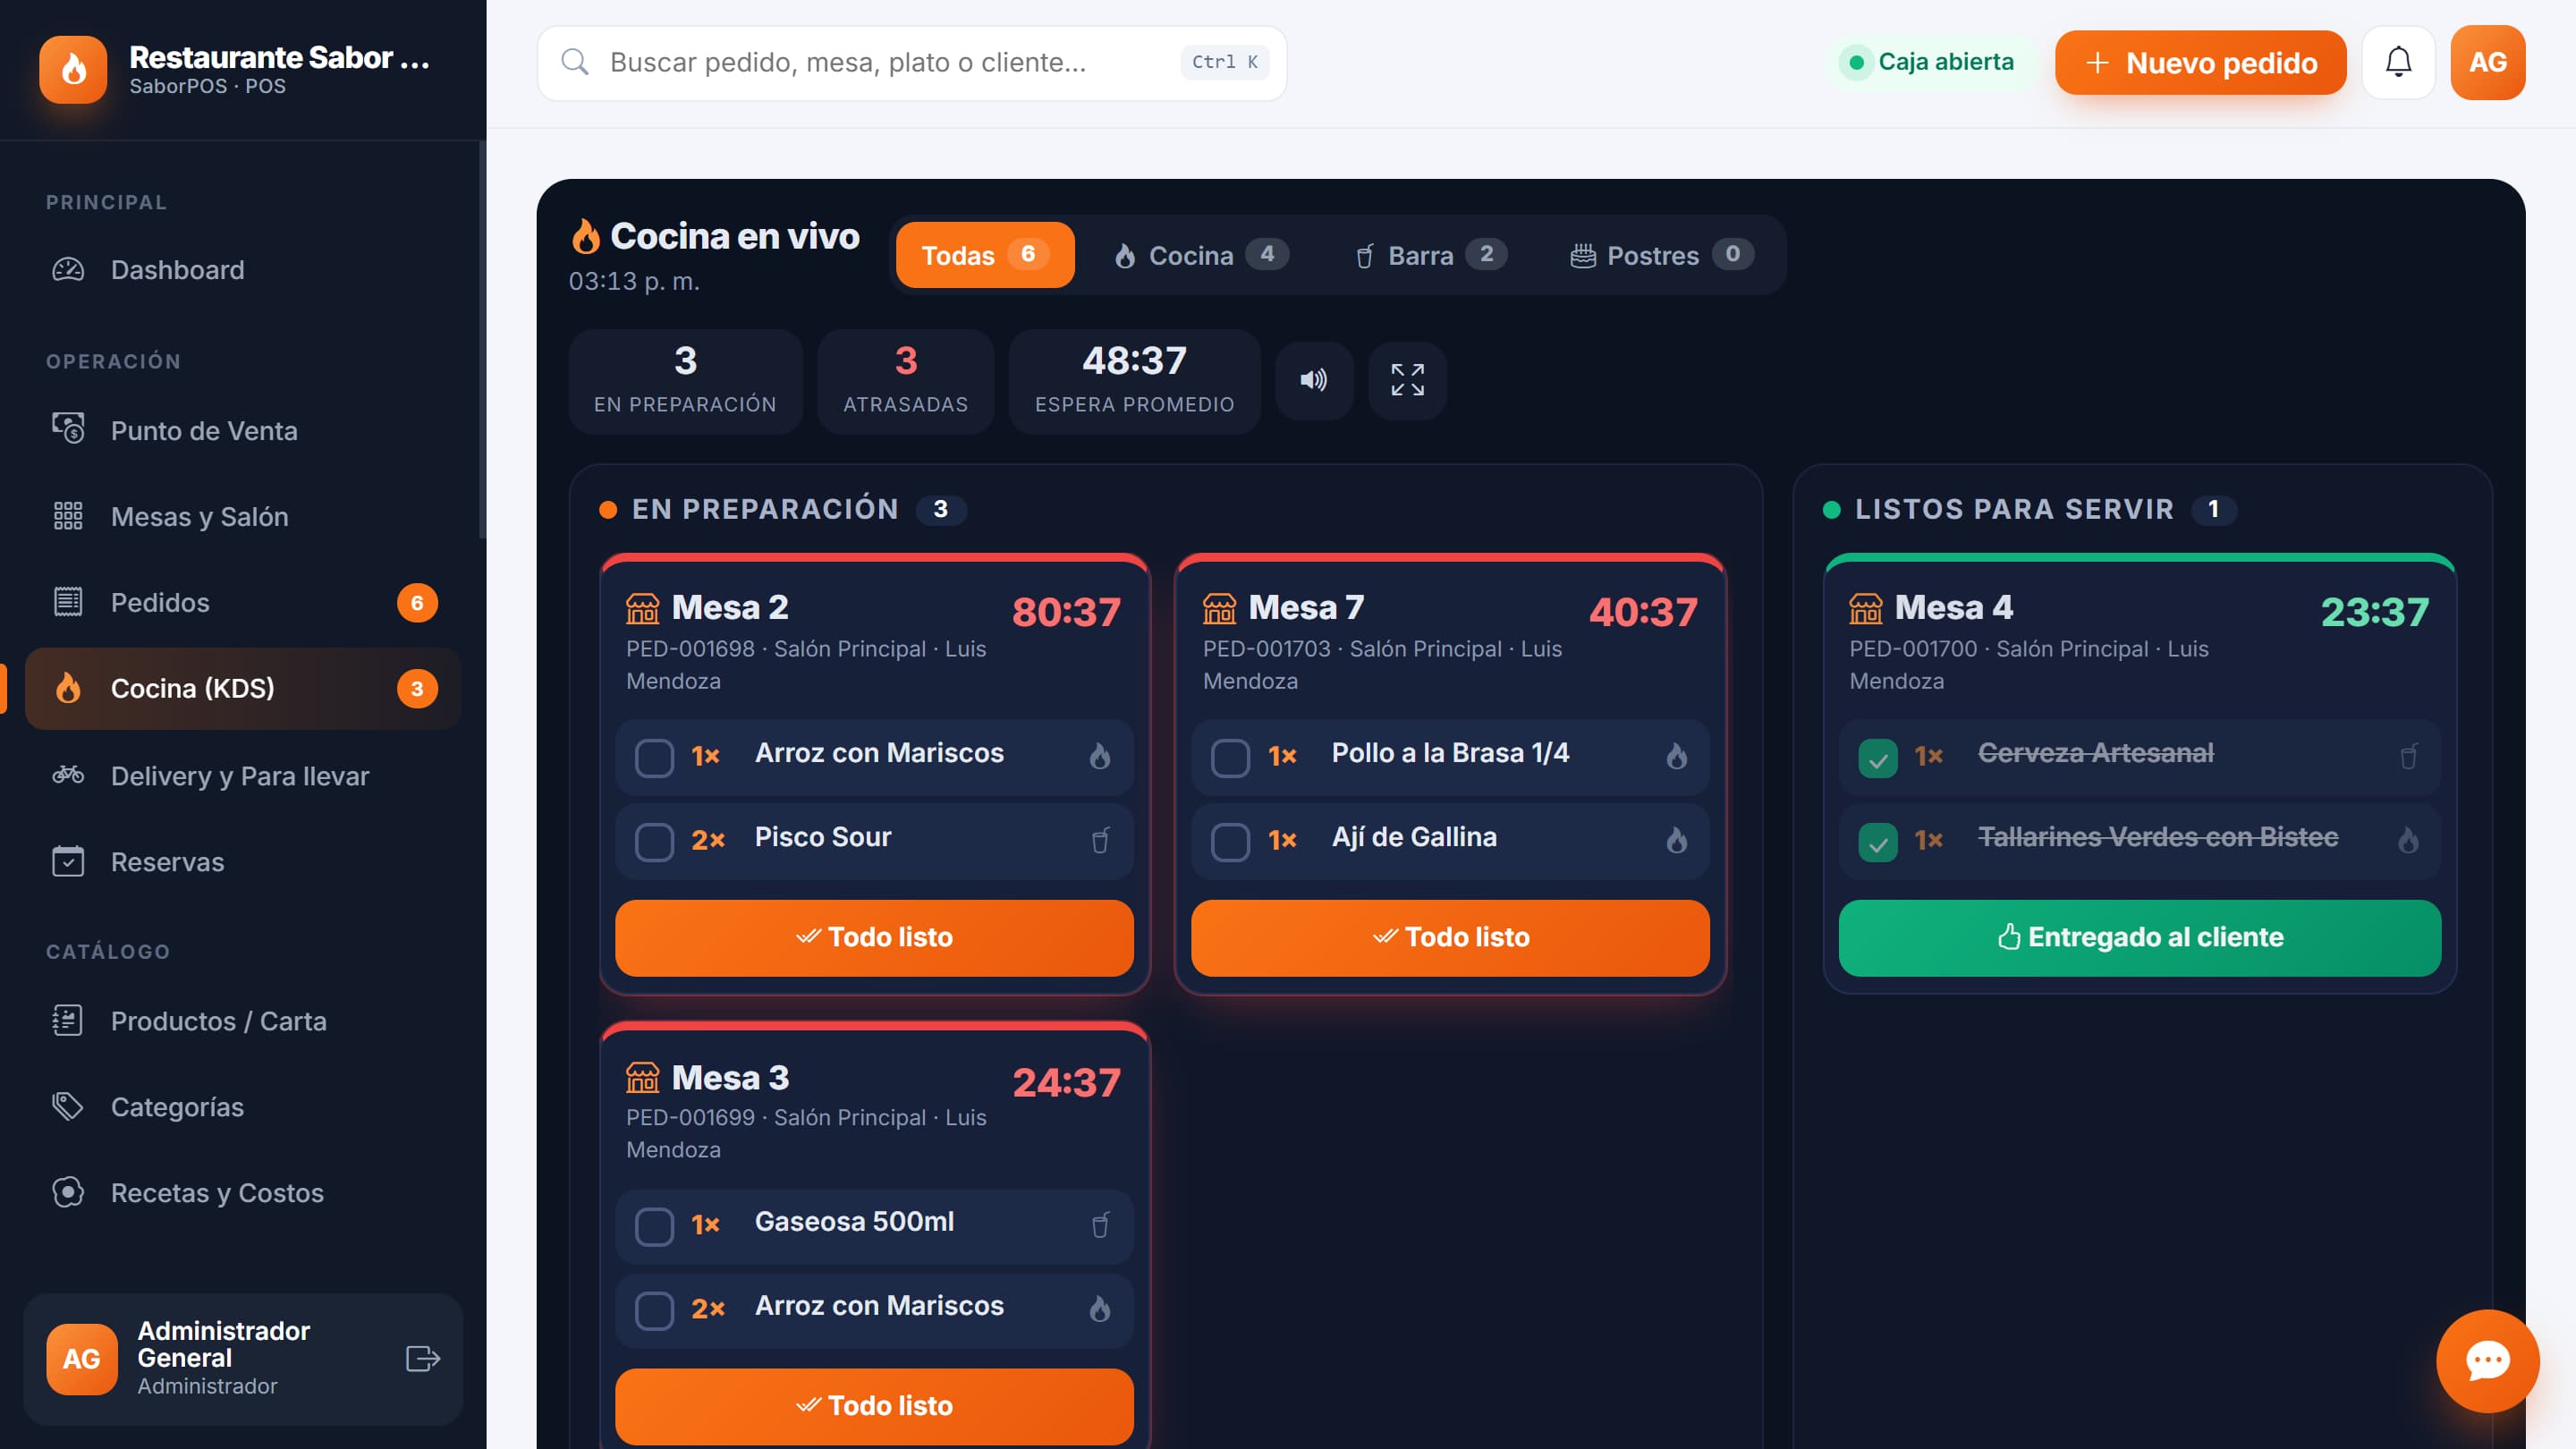 Restaurante Sabor ...
SaborPOS · POS
PRINCIPAL
Dashboard
OPERACIÓN
Punto de Venta
Mesas y Salón
Pedidos 6
Cocina (KDS) 3
Delivery y Para llevar
Reservas
CATÁLOGO
Productos / Carta
Categorías
Recetas y Costos
AG
Administrador
General
Administrador
Buscar pedido, mesa, plato o cliente... Ctrl K
Caja abierta
+ Nuevo pedido
AG
Cocina en vivo
03:13 p. m.
Todas 6
Cocina 4
Barra 2
Postres 0
3
EN PREPARACIÓN
3
ATRASADAS
48:37
ESPERA PROMEDIO
EN PREPARACIÓN 3
Mesa 2 80:37
PED-001698 · Salón Principal · Luis
Mendoza
1× Arroz con Mariscos
2× Pisco Sour
Todo listo
Mesa 7 40:37
PED-001703 · Salón Principal · Luis
Mendoza
1× Pollo a la Brasa 1/4
1× Ají de Gallina
Todo listo
Mesa 3 24:37
PED-001699 · Salón Principal · Luis
Mendoza
1× Gaseosa 500ml
2× Arroz con Mariscos
Todo listo
LISTOS PARA SERVIR 1
Mesa 4 23:37
PED-001700 · Salón Principal · Luis
Mendoza
1× Cerveza Artesanal
1× Tallarines Verdes con Bistec
Entregado al cliente